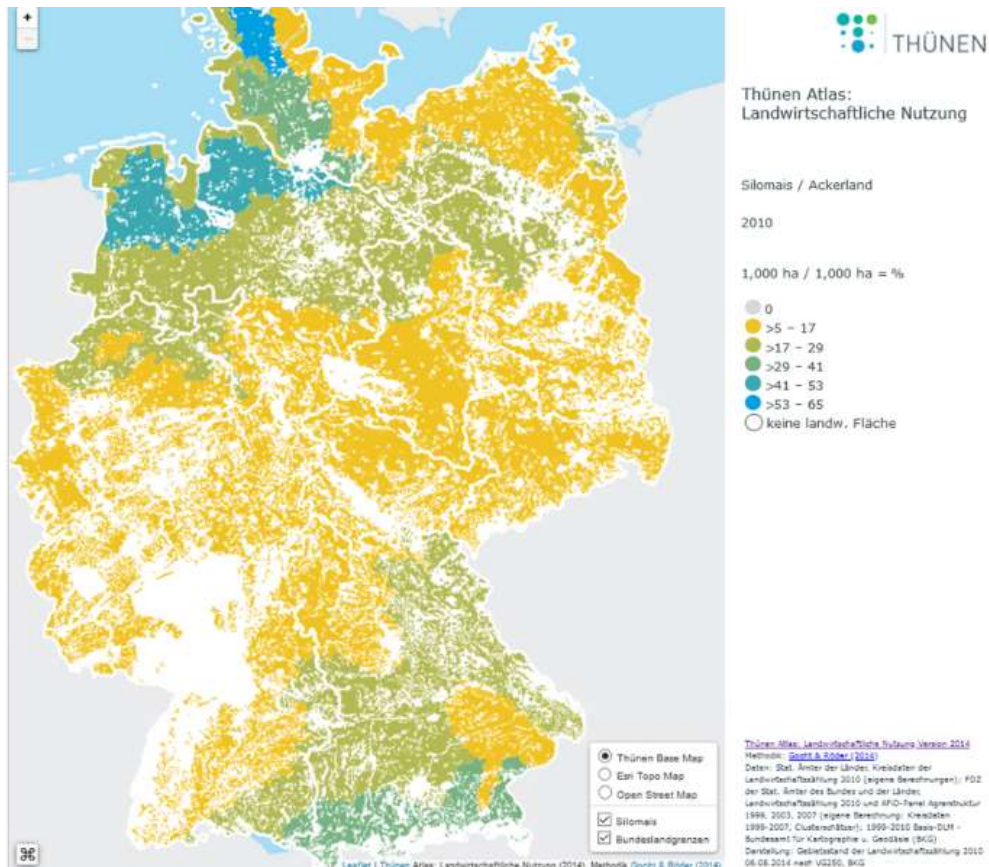 +
−
THÜNEN
Thünen Atlas:
Landwirtschaftliche Nutzung
Silomais / Ackerland
2010
1,000 ha / 1,000 ha = %
0
>5 – 17
>17 – 29
>29 – 41
>41 – 53
>53 – 65
keine landw. Fläche
Thünen Base Map
Esri Topo Map
Open Street Map
Silomais
Bundeslandgrenzen
Thünen Atlas: Landwirtschaftliche Nutzung Version 2014
Methodik: Gocht & Röder (2014)
Daten: Stat. Ämter der Länder, Kreisdaten der
Landwirtschaftszählung 2010 (eigene Berechnungen); FDZ
der Stat. Ämter des Bundes und der Länder,
Landwirtschaftszählung 2010 und AFiD-Panel Agrarstruktur
1999, 2003, 2007 (eigene Berechnung: Kreisdaten
1999-2007, Clusterschätzer); 1999-2010 Basis-DLM -
Bundesamt für Kartographie u. Geodäsie (BKG)
Darstellung: Gebietsstand der Landwirtschaftszählung 2010
06.08.2014 nach VG250, BKG
Leaflet | Thünen Atlas: Landwirtschaftliche Nutzung (2014), Methodik Gocht & Röder (2014)